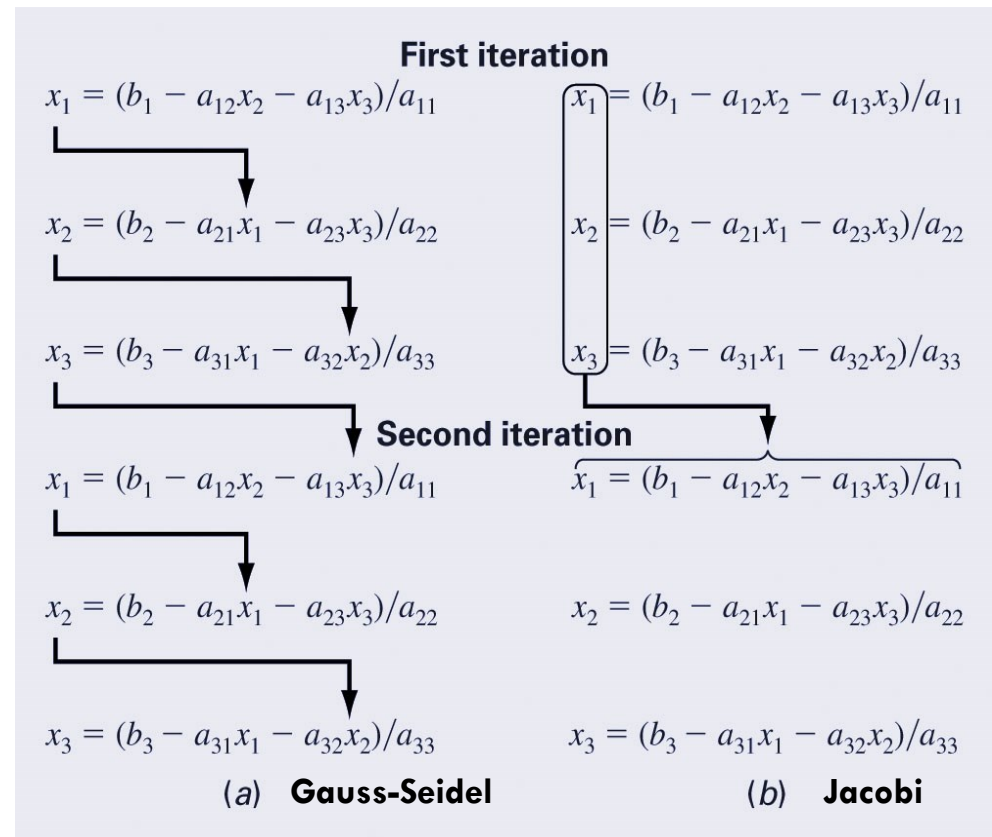 First iteration
x₁ = (b₁ − a₁₂x₂ − a₁₃x₃)/a₁₁ x₁ = (b₁ − a₁₂x₂ − a₁₃x₃)/a₁₁
x₂ = (b₂ − a₂₁x₁ − a₂₃x₃)/a₂₂ x₂ = (b₂ − a₂₁x₁ − a₂₃x₃)/a₂₂
x₃ = (b₃ − a₃₁x₁ − a₃₂x₂)/a₃₃ x₃ = (b₃ − a₃₁x₁ − a₃₂x₂)/a₃₃
Second iteration
x₁ = (b₁ − a₁₂x₂ − a₁₃x₃)/a₁₁ x₁ = (b₁ − a₁₂x₂ − a₁₃x₃)/a₁₁
x₂ = (b₂ − a₂₁x₁ − a₂₃x₃)/a₂₂ x₂ = (b₂ − a₂₁x₁ − a₂₃x₃)/a₂₂
x₃ = (b₃ − a₃₁x₁ − a₃₂x₂)/a₃₃ x₃ = (b₃ − a₃₁x₁ − a₃₂x₂)/a₃₃
(a) Gauss-Seidel (b) Jacobi